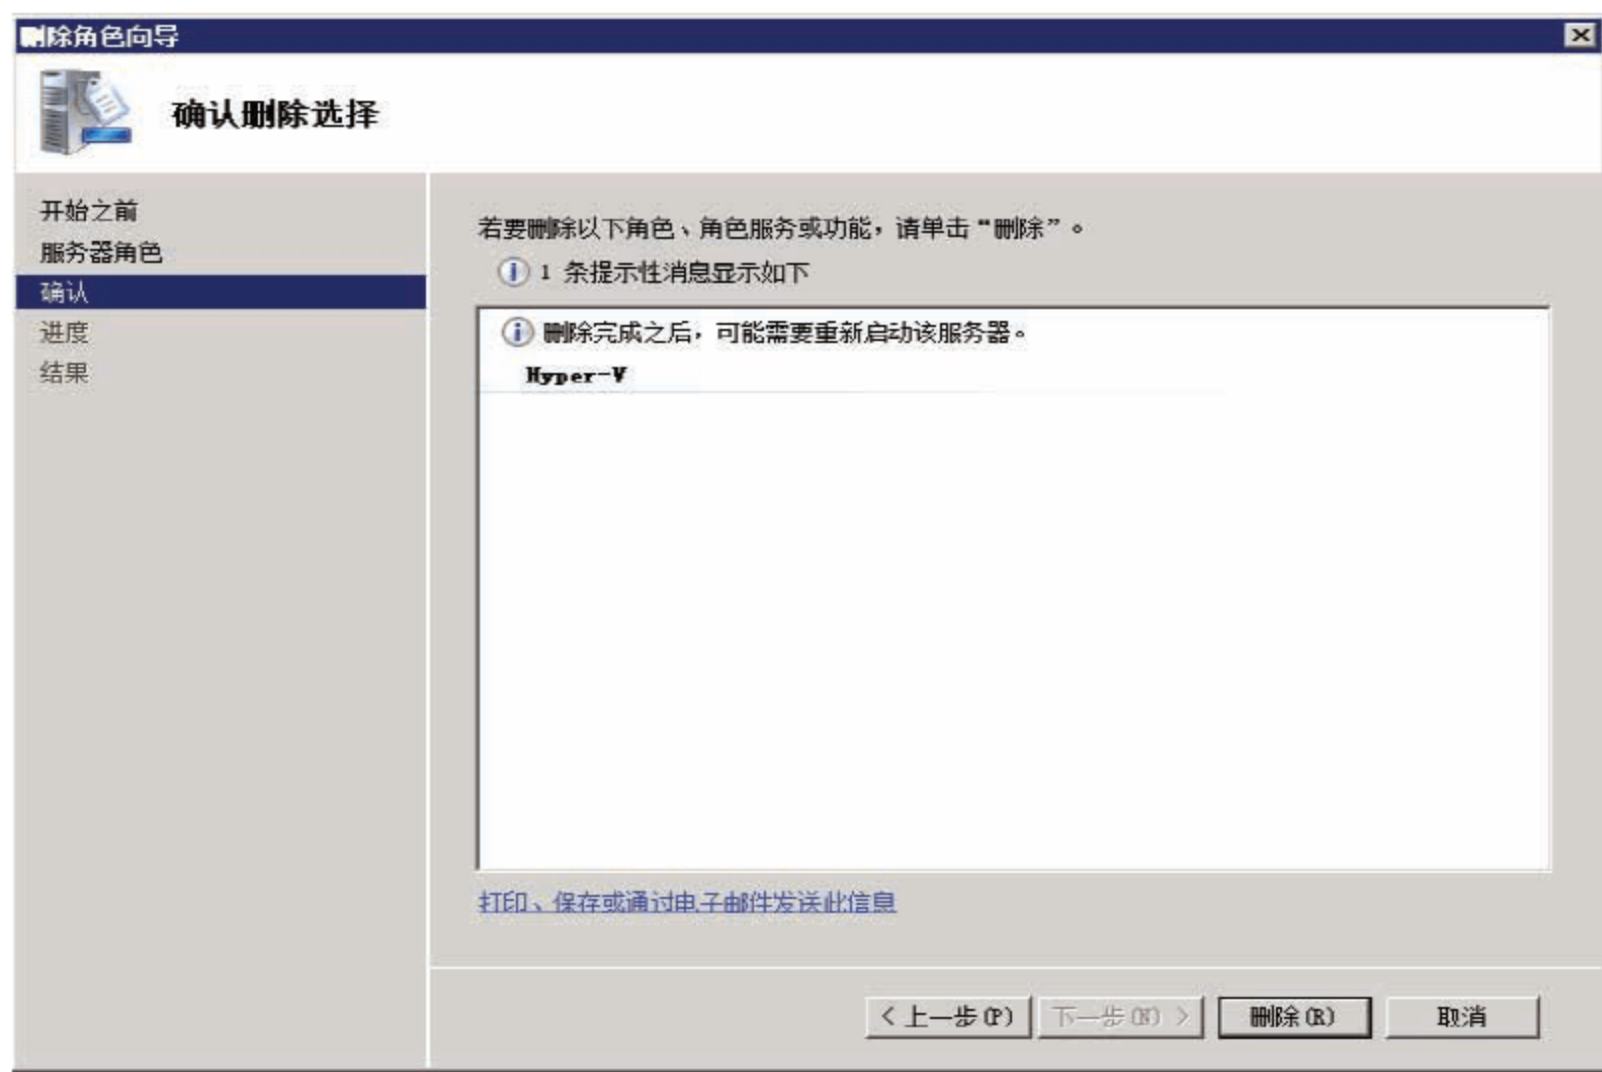 删除角色向导
确认删除选择
开始之前
服务器角色
确认
进度
结果
若要删除以下角色、角色服务或功能，请单击“删除”。
1 条提示性消息显示如下
删除完成之后，可能需要重新启动该服务器。
Hyper-V
打印、保存或通过电子邮件发送此信息
< 上一步(P)
下一步(N) >
删除(R)
取消